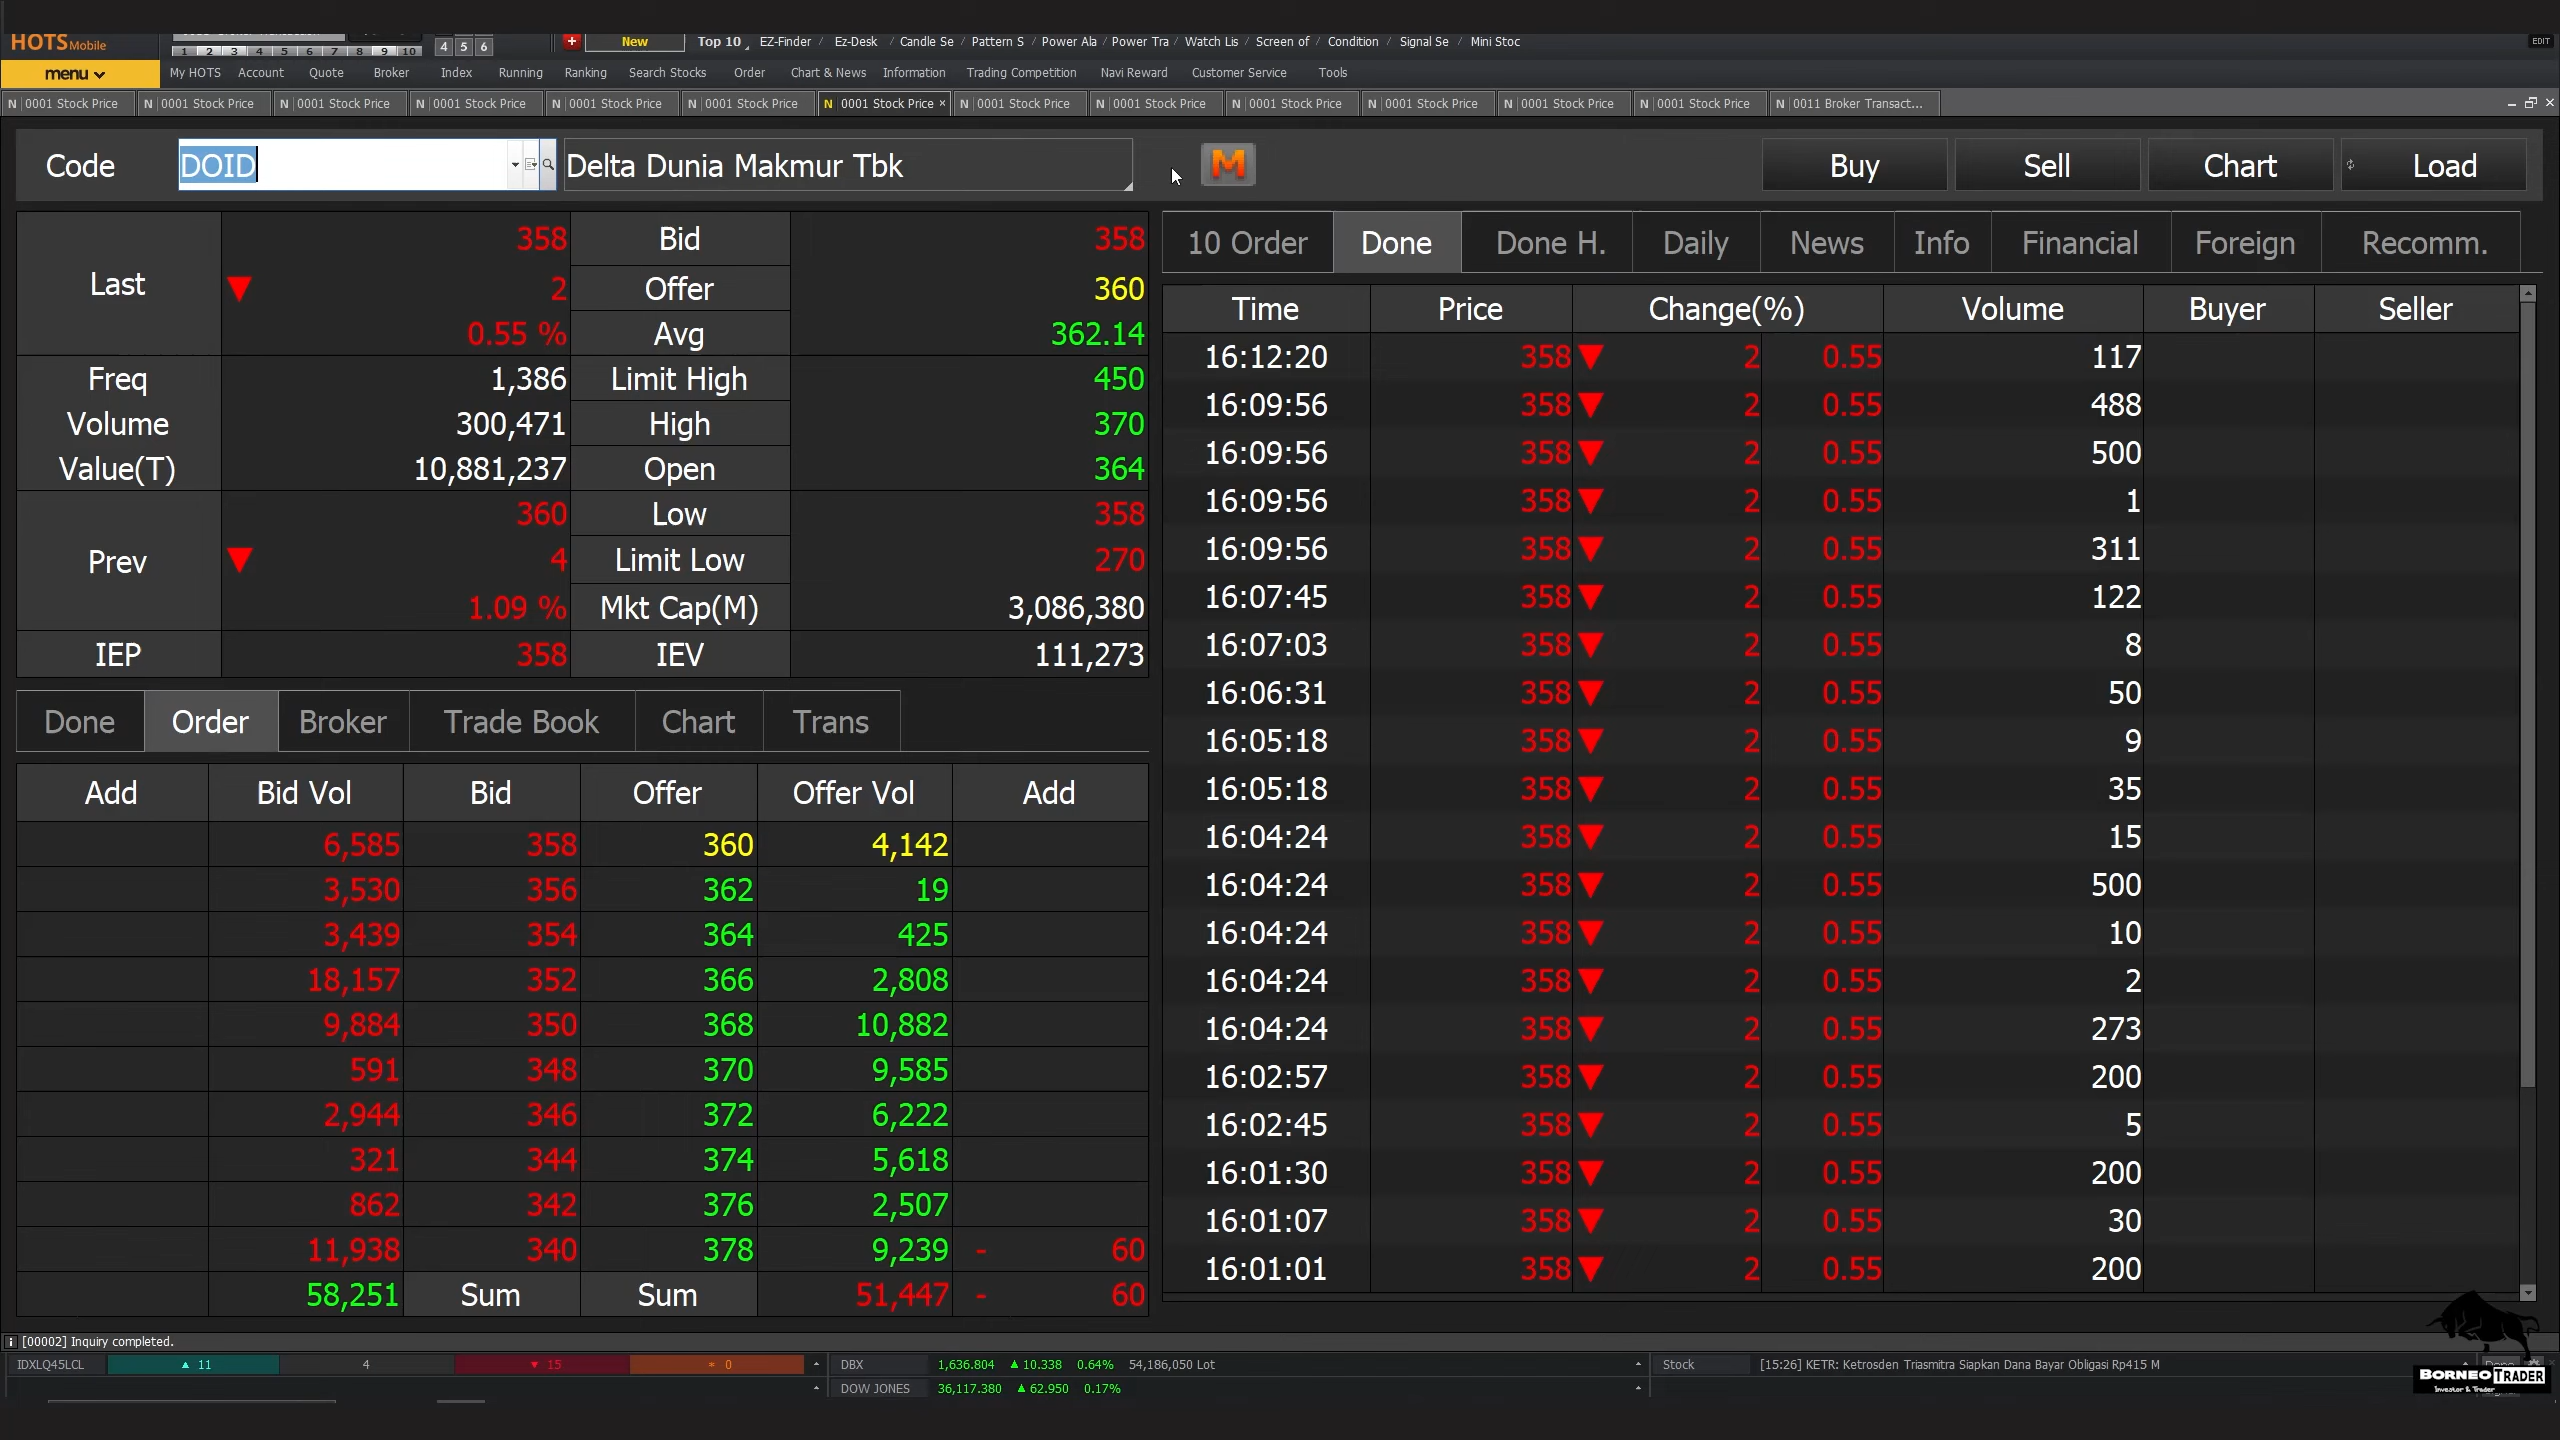 HOTS Mobile
1 2 3 4 5 6 7 8 9 10 4 5 6 New Top 10 EZ-Finder / Ez-Desk / Candle Se / Pattern S / Power Ala / Power Tra / Watch Lis / Screen of / Condition / Signal Se / Mini Stoc EDIT
menu My HOTS Account Quote Broker Index Running Ranking Search Stocks Order Chart & News Information Trading Competition Navi Reward Customer Service Tools
N 0001 Stock Price N 0001 Stock Price N 0001 Stock Price N 0001 Stock Price N 0001 Stock Price N 0001 Stock Price N 0001 Stock Price × N 0001 Stock Price N 0001 Stock Price N 0001 Stock Price N 0001 Stock Price N 0001 Stock Price N 0001 Stock Price N 0011 Broker Transact...
Code DOID Delta Dunia Makmur Tbk M Buy Sell Chart Load
Last 358 Bid 358
▼ 2 Offer 360
0.55 % Avg 362.14
Freq 1,386 Limit High 450
Volume 300,471 High 370
Value(T) 10,881,237 Open 364
Prev 360 Low 358
▼ 4 Limit Low 270
1.09 % Mkt Cap(M) 3,086,380
IEP 358 IEV 111,273
Done Order Broker Trade Book Chart Trans
Add Bid Vol Bid Offer Offer Vol Add
6,585 358 360 4,142
3,530 356 362 19
3,439 354 364 425
18,157 352 366 2,808
9,884 350 368 10,882
591 348 370 9,585
2,944 346 372 6,222
321 344 374 5,618
862 342 376 2,507
11,938 340 378 9,239 - 60
58,251 Sum Sum 51,447 - 60
10 Order Done Done H. Daily News Info Financial Foreign Recomm.
Time Price Change(%) Volume Buyer Seller
16:12:20 358 ▼ 2 0.55 117
16:09:56 358 ▼ 2 0.55 488
16:09:56 358 ▼ 2 0.55 500
16:09:56 358 ▼ 2 0.55 1
16:09:56 358 ▼ 2 0.55 311
16:07:45 358 ▼ 2 0.55 122
16:07:03 358 ▼ 2 0.55 8
16:06:31 358 ▼ 2 0.55 50
16:05:18 358 ▼ 2 0.55 9
16:05:18 358 ▼ 2 0.55 35
16:04:24 358 ▼ 2 0.55 15
16:04:24 358 ▼ 2 0.55 500
16:04:24 358 ▼ 2 0.55 10
16:04:24 358 ▼ 2 0.55 2
16:04:24 358 ▼ 2 0.55 273
16:02:57 358 ▼ 2 0.55 200
16:02:45 358 ▼ 2 0.55 5
16:01:30 358 ▼ 2 0.55 200
16:01:07 358 ▼ 2 0.55 30
16:01:01 358 ▼ 2 0.55 200
[00002] Inquiry completed.
IDXLQ45LCL ▲ 11 4 ▼ 15 * 0 DBX 1,636.804 ▲ 10.338 0.64% 54,186,050 Lot Stock [15:26] KETR: Ketrosden Triasmitra Siapkan Dana Bayar Obligasi Rp415 M
DOW JONES 36,117.380 ▲ 62.950 0.17%
BORNEO TRADER
Investor & Trader